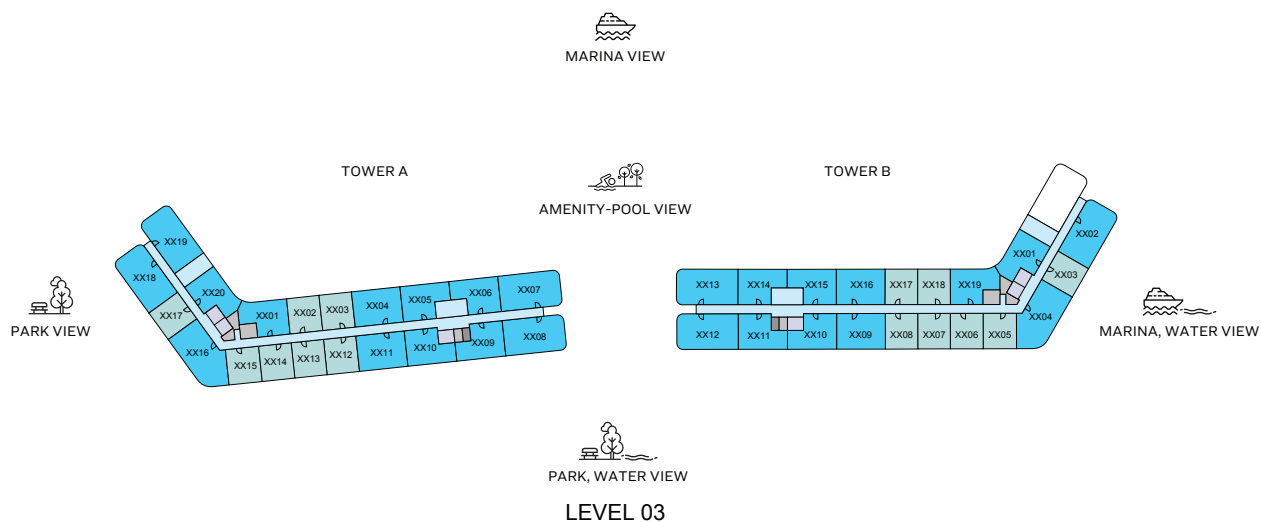 MARINA VIEW
TOWER A
TOWER B
AMENITY-POOL VIEW
XX19
XX18
XX20
XX17
XX16
XX01
XX02
XX03
XX04
XX05
XX06
XX07
XX15
XX14
XX13
XX12
XX11
XX10
XX09
XX08
XX13
XX14
XX15
XX16
XX17
XX18
XX19
XX01
XX02
XX03
XX04
XX12
XX11
XX10
XX09
XX08
XX07
XX06
XX05
PARK VIEW
MARINA, WATER VIEW
PARK, WATER VIEW
LEVEL 03